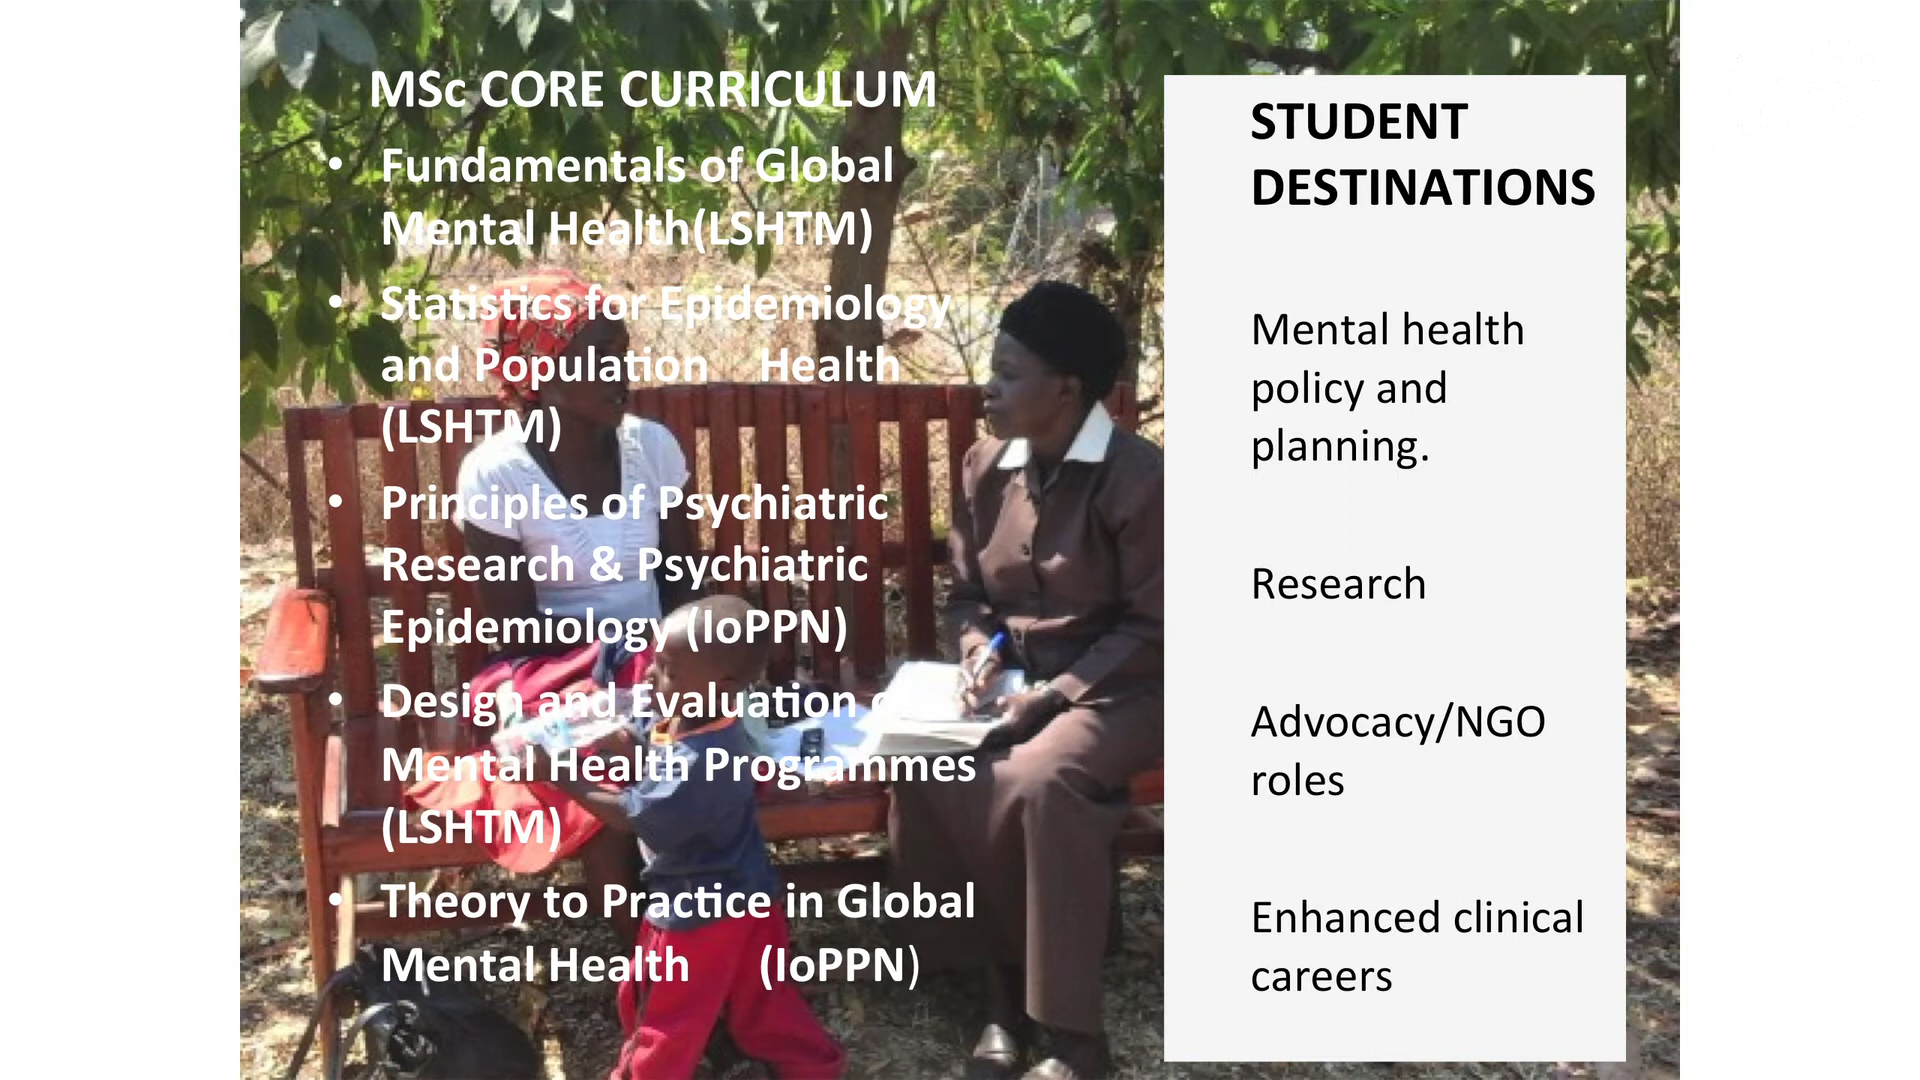 MSc CORE CURRICULUM
• Fundamentals of Global
Mental Health(LSHTM)
• Statistics for Epidemiology
and Population Health
(LSHTM)
• Principles of Psychiatric
Research & Psychiatric
Epidemiology (IoPPN)
• Design and Evaluation
Mental Health Programmes
(LSHTM)
• Theory to Practice in Global
Mental Health (IoPPN)
STUDENT
DESTINATIONS
Mental health
policy and
planning.
Research
Advocacy/NGO
roles
Enhanced clinical
careers